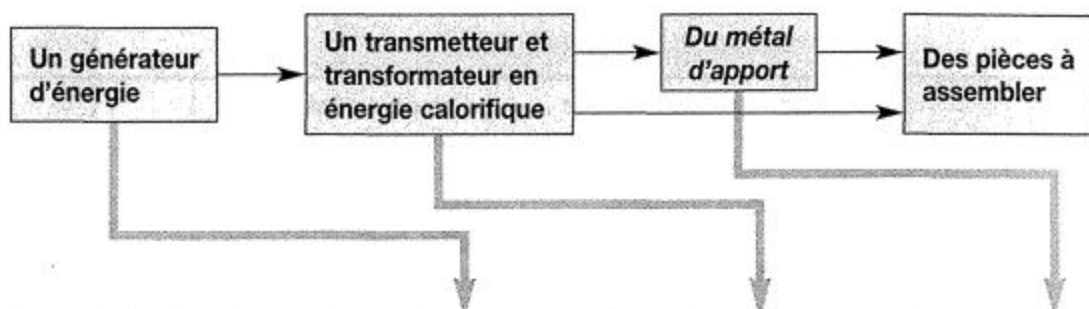 Un générateur
d'énergie
Un transmetteur et
transformateur en
énergie calorifique
Du métal
d'apport
Des pièces à
assembler